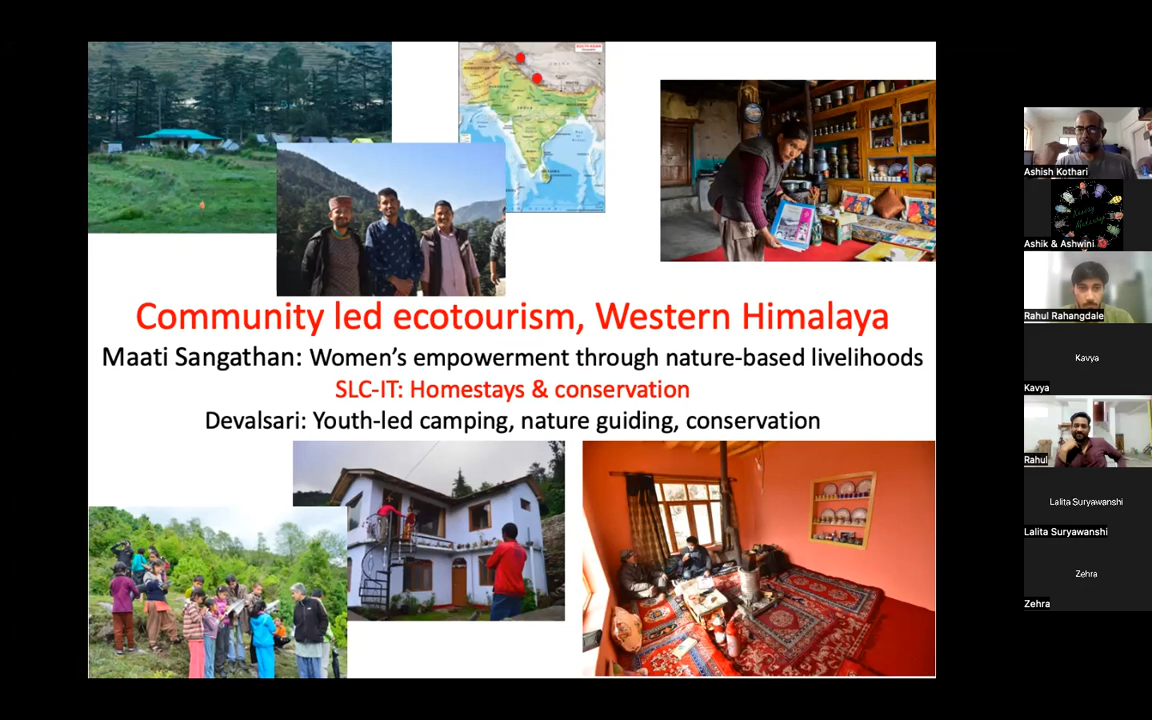 Community led ecotourism, Western Himalaya
Maati Sangathan: Women's empowerment through nature-based livelihoods
SLC-IT: Homestays & conservation
Devalsari: Youth-led camping, nature guiding, conservation
Ashish Kothari
Ashik & Ashwini
Rahul Rahangdale
Kavya
Kavya
Rahul
Lalita Suryawanshi
Lalita Suryawanshi
Zehra
Zehra